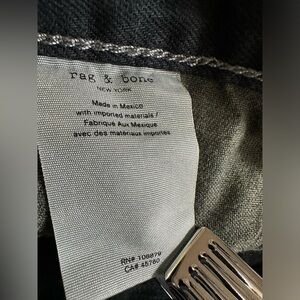 rag & bone
NEW YORK
Made in Mexico
with imported materials /
Fabriqué Aux Mexique
avec des matériaux importés
RN# 108879
CA# 45760